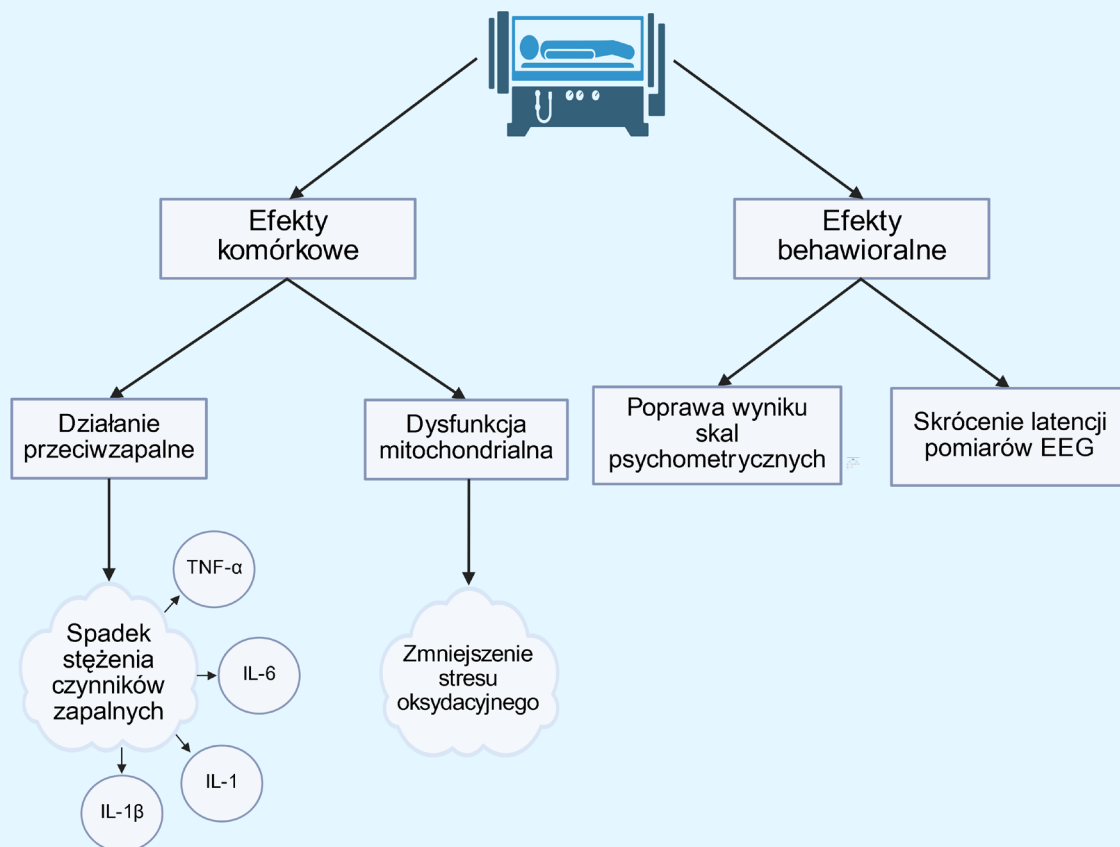 Efekty
komórkowe
Efekty
behawioralne
Działanie
przeciwzapalne
Dysfunkcja
mitochondrialna
Poprawa wyniku
skal
psychometrycznych
Skrócenie latencji
pomiarów EEG
Spadek
stężenia
czynników
zapalnych
TNF-α
IL-6
IL-1
IL-1β
Zmniejszenie
stresu
oksydacyjnego